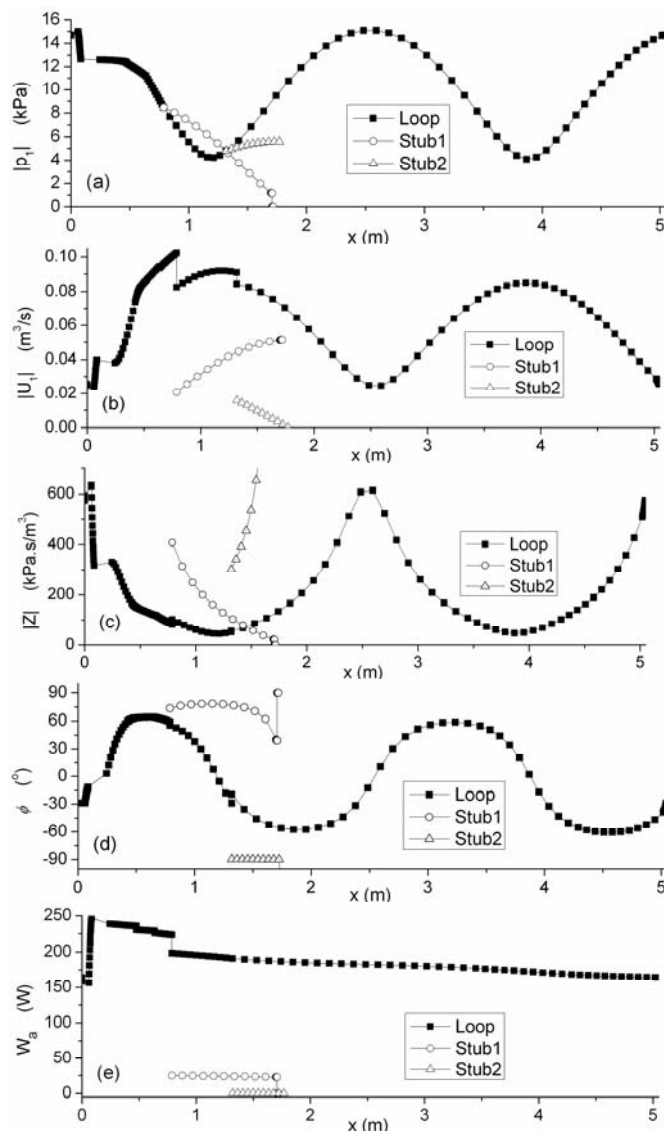 16
14
12
10
8
6
4
2
0
|p₁| (kPa)
Loop
Stub1
Stub2
(a)
0 1 2 3 4 5
x (m)
0.10
0.08
0.06
0.04
0.02
0.00
|U₁| (m³/s)
Loop
Stub1
Stub2
(b)
0 1 2 3 4 5
x (m)
600
400
200
0
|Z| (kPa.s/m³)
Loop
Stub1
Stub2
(c)
0 1 2 3 4 5
x (m)
90
60
30
0
-30
-60
-90
ϕ (°)
Loop
Stub1
Stub2
(d)
0 1 2 3 4 5
x (m)
250
200
150
100
50
0
Wₐ (W)
Loop
Stub1
Stub2
(e)
0 1 2 3 4 5
x (m)